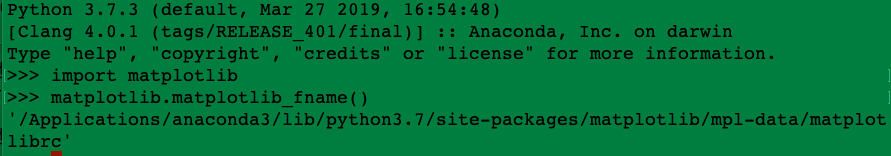 Python 3.7.3 (default, Mar 27 2019, 16:54:48)
[Clang 4.0.1 (tags/RELEASE_401/final)] :: Anaconda, Inc. on darwin
Type "help", "copyright", "credits" or "license" for more information.
>>> import matplotlib
>>> matplotlib.matplotlib_fname()
'/Applications/anaconda3/lib/python3.7/site-packages/matplotlib/mpl-data/matplot
librc'